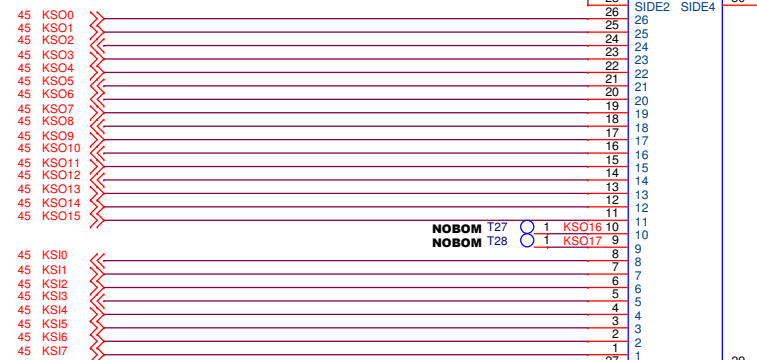 SIDE2 SIDE4
45 KSO0 26 26
45 KSO1 25 25
45 KSO2 24 24
45 KSO3 23 23
45 KSO4 22 22
45 KSO5 21 21
45 KSO6 20 20
45 KSO7 19 19
45 KSO8 18 18
45 KSO9 17 17
45 KSO10 16 16
45 KSO11 15 15
45 KSO12 14 14
45 KSO13 13 13
45 KSO14 12 12
45 KSO15 11 11
NOBOM T27 1 KSO16 10 10
NOBOM T28 1 KSO17 9 9
45 KSI0 8 8
45 KSI1 7 7
45 KSI2 6 6
45 KSI3 5 5
45 KSI4 4 4
45 KSI5 3 3
45 KSI6 2 2
45 KSI7 1 1